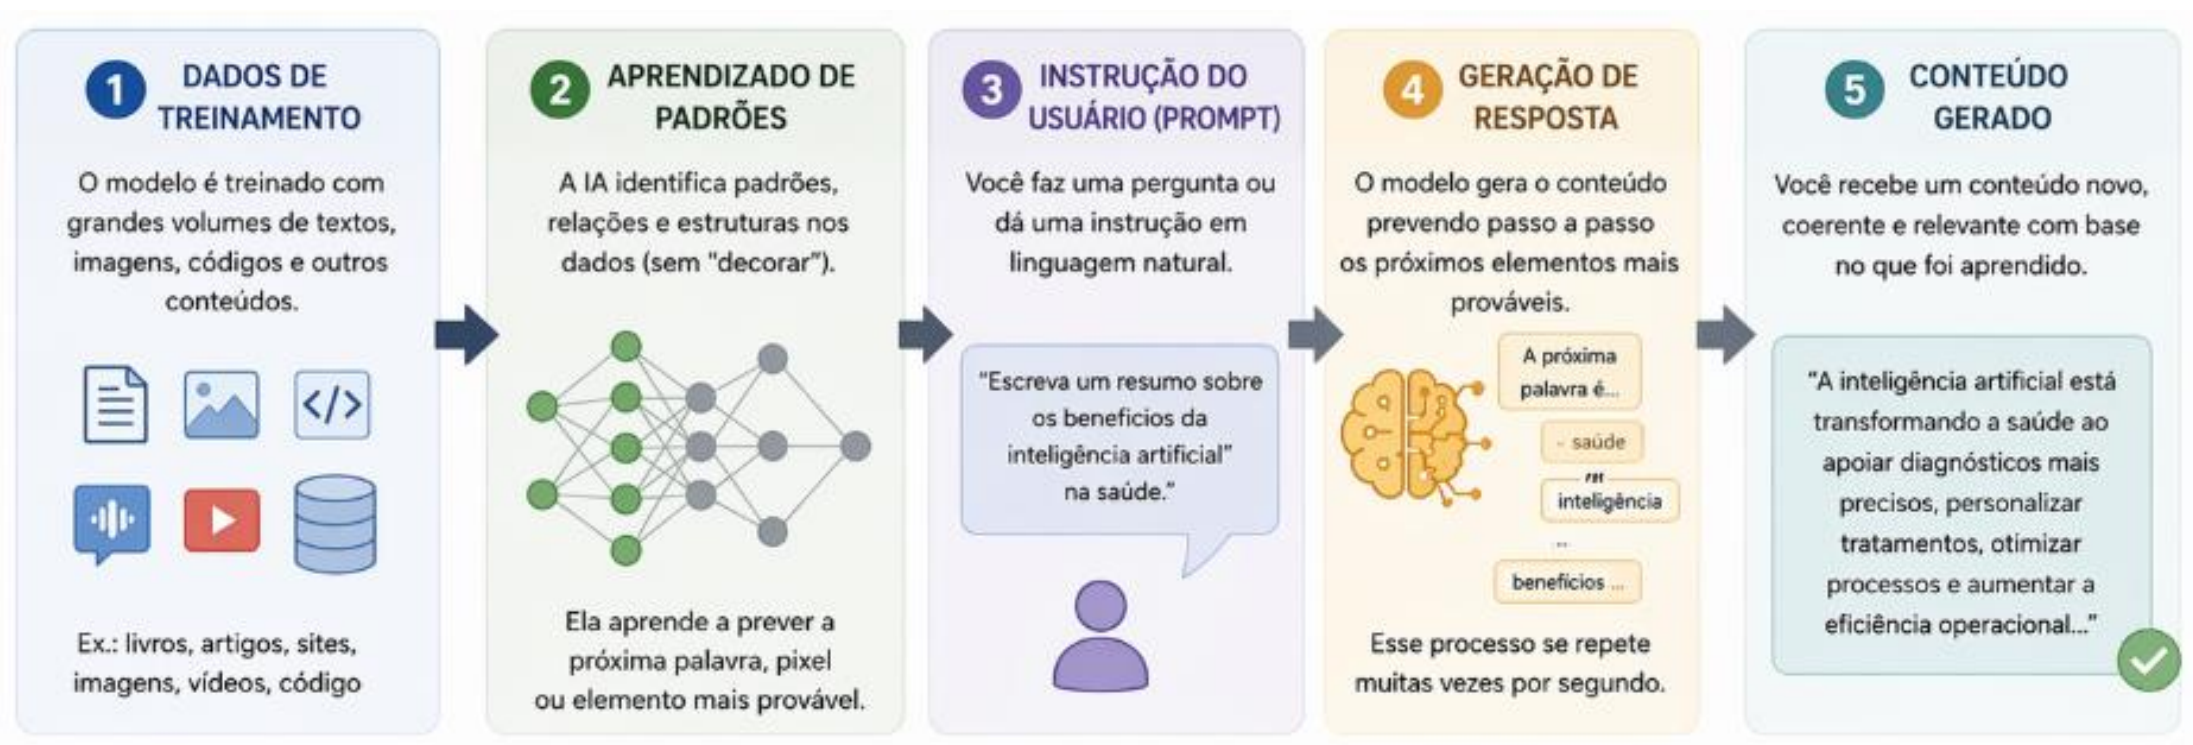 1
DADOS DE
TREINAMENTO
O modelo é treinado com
grandes volumes de textos,
imagens, códigos e outros
conteúdos.
</>
Ex.: livros, artigos, sites,
imagens, vídeos, código
2
APRENDIZADO DE
PADRÕES
A IA identifica padrões,
relações e estruturas nos
dados (sem "decorar").
Ela aprende a prever a
próxima palavra, pixel
ou elemento mais provável.
3
INSTRUÇÃO DO
USUÁRIO (PROMPT)
Você faz uma pergunta ou
dá uma instrução em
linguagem natural.
"Escreva um resumo sobre
os beneficios da
inteligência artificial"
na saúde."
4
GERAÇÃO DE
RESPOSTA
O modelo gera o conteúdo
prevendo passo a passo
os próximos elementos mais
prováveis.
A próxima
palavra é...
- saúde
inteligência
...
benefícios ...
Esse processo se repete
muitas vezes por segundo.
5
CONTEÚDO
GERADO
Você recebe um conteúdo novo,
coerente e relevante com base
no que foi aprendido.
"A inteligência artificial está
transformando a saúde ao
apoiar diagnósticos mais
precisos, personalizar
tratamentos, otimizar
processos e aumentar a
eficiência operacional..."